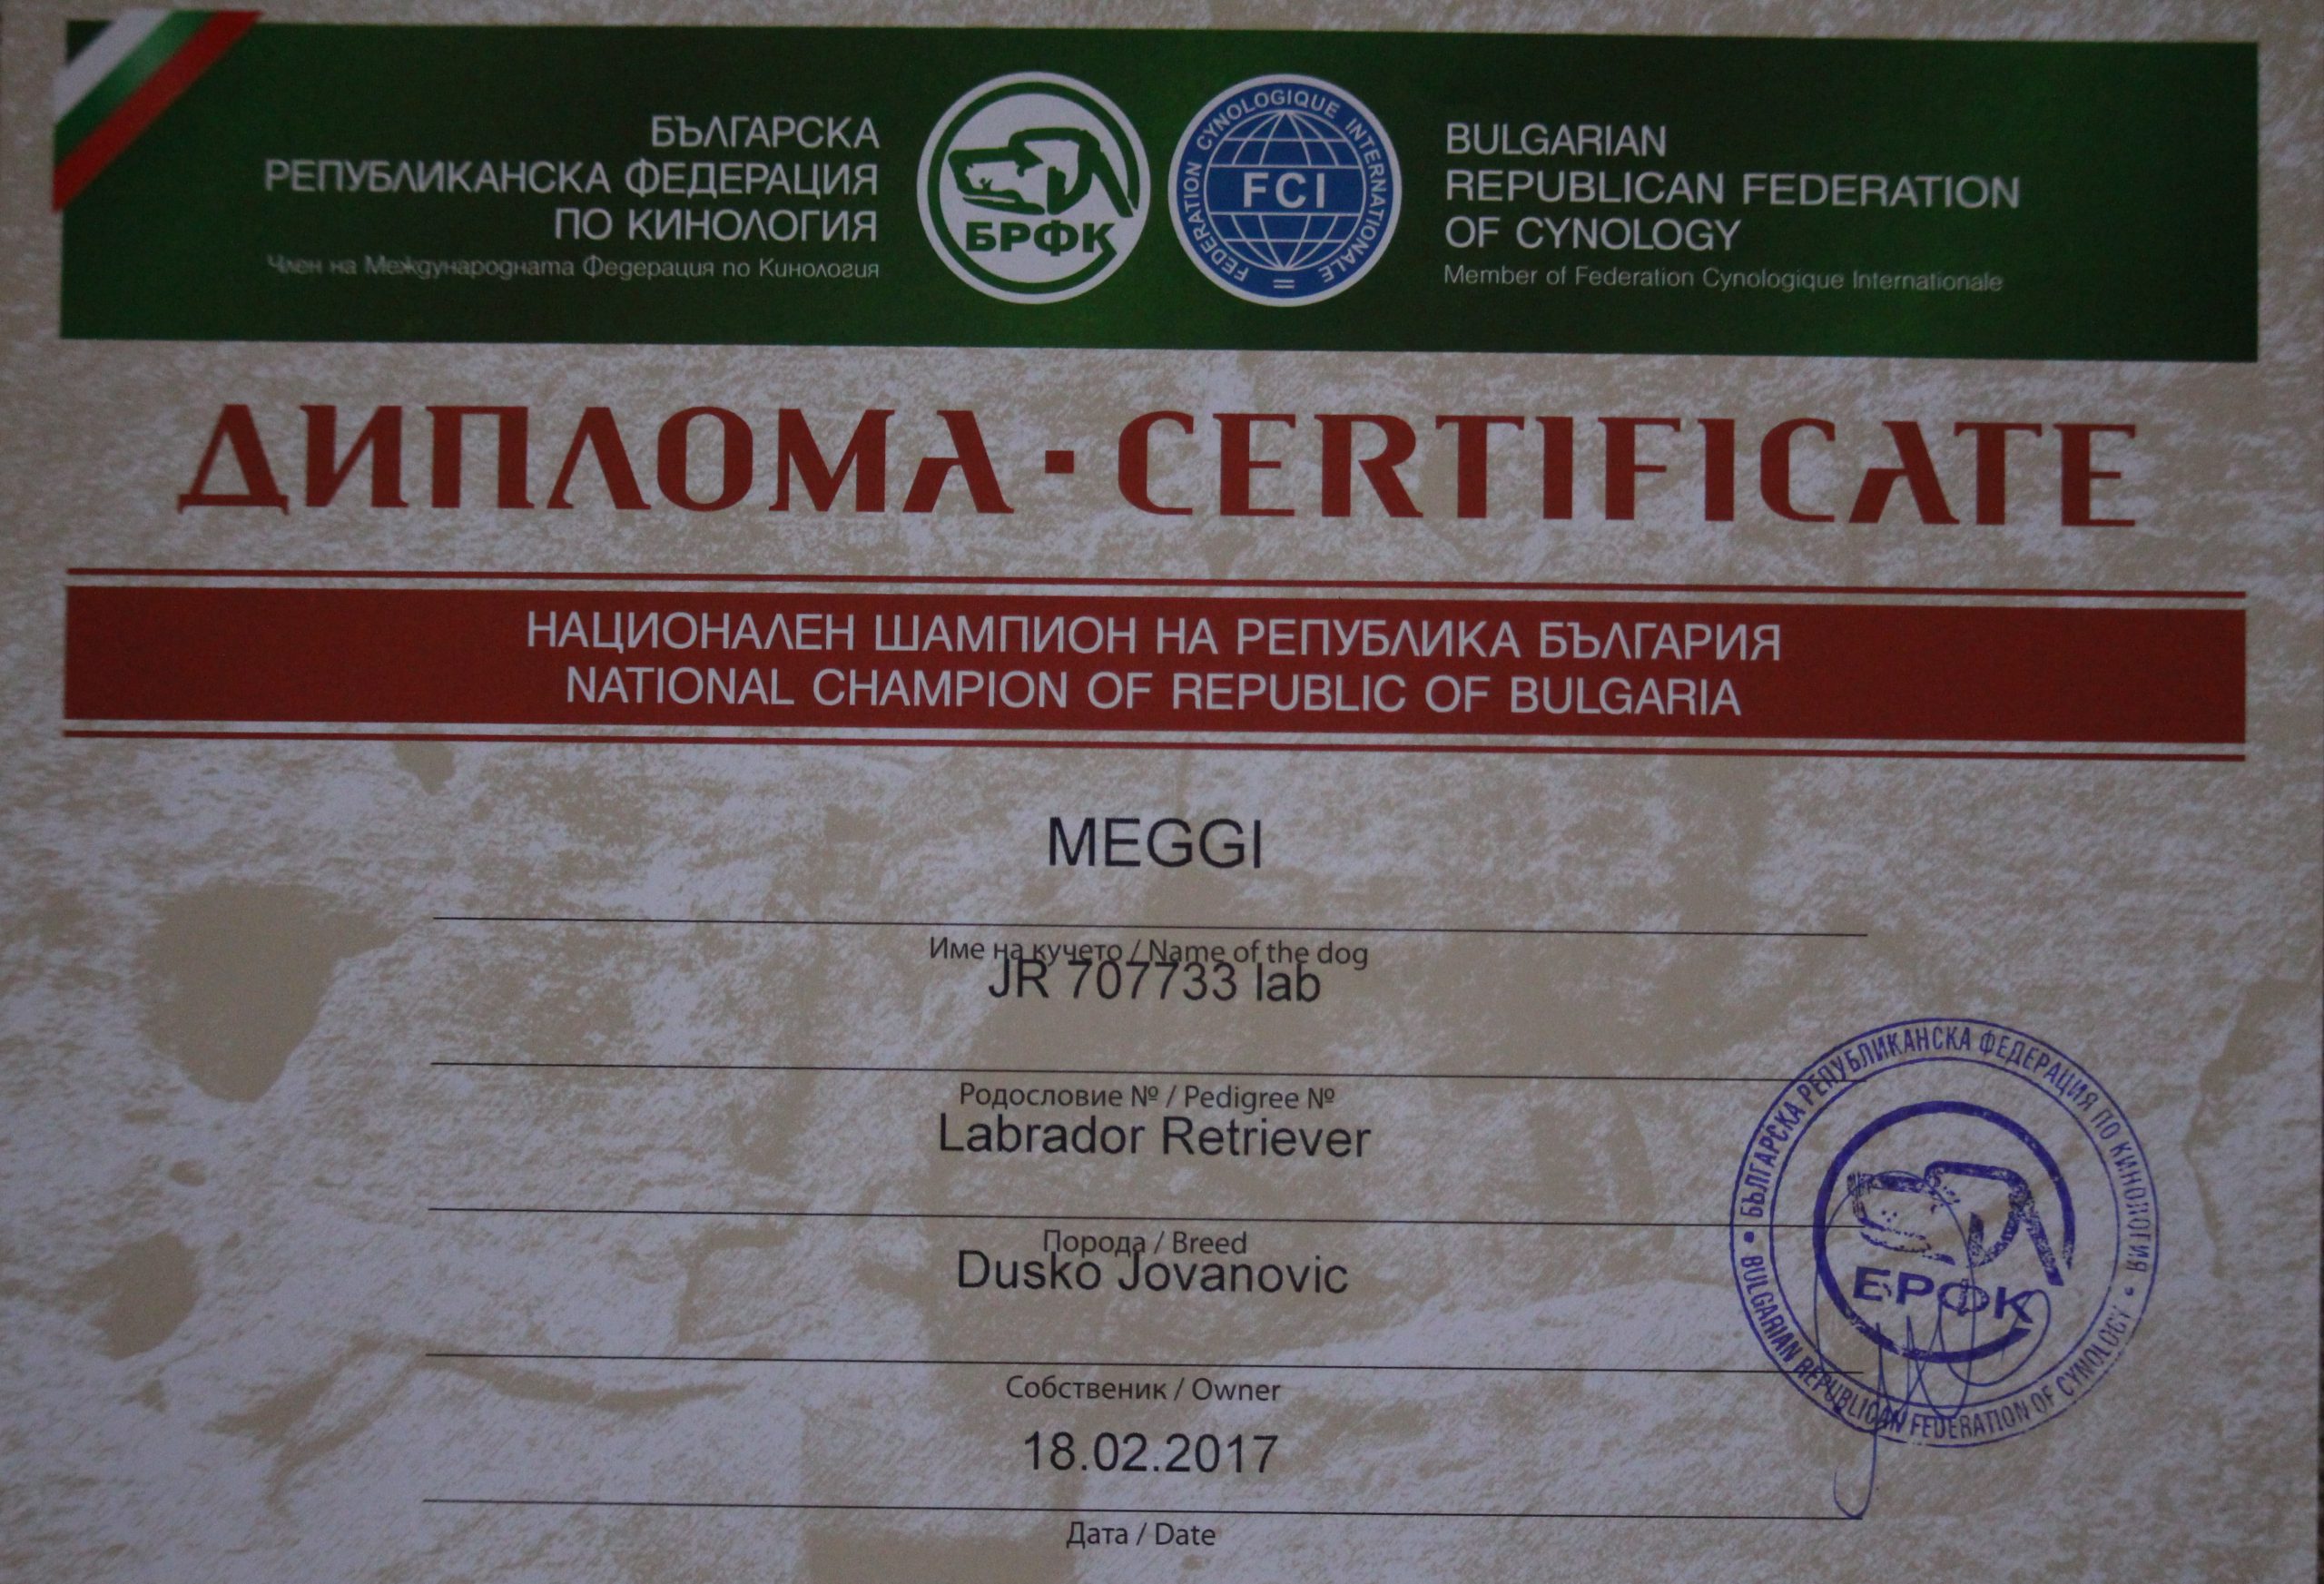 БЪЛГАРСКА
РЕПУБЛИКАНСКА ФЕДЕРАЦИЯ
ПО КИНОЛОГИЯ
Член на Международната Федерация по Кинология
БРФК
FEDERATION CYNOLOGIQUE INTERNATIONALE
FCI
BULGARIAN
REPUBLICAN FEDERATION
OF CYNOLOGY
Member of Federation Cynologique Internationale
ДИПЛОМА · CERTIFICATE
НАЦИОНАЛЕН ШАМПИОН НА РЕПУБЛИКА БЪЛГАРИЯ
NATIONAL CHAMPION OF REPUBLIC OF BULGARIA
MEGGI
Име на кучето / Name of the dog
JR 707733 lab
Родословие № / Pedigree №
Labrador Retriever
Порода / Breed
Dusko Jovanovic
Собственик / Owner
18.02.2017
Дата / Date
БЪЛГАРСКА РЕПУБЛИКАНСКА ФЕДЕРАЦИЯ ПО КИНОЛОГИЯ
БРФК
BULGARIAN REPUBLICAN FEDERATION OF CYNOLOGY